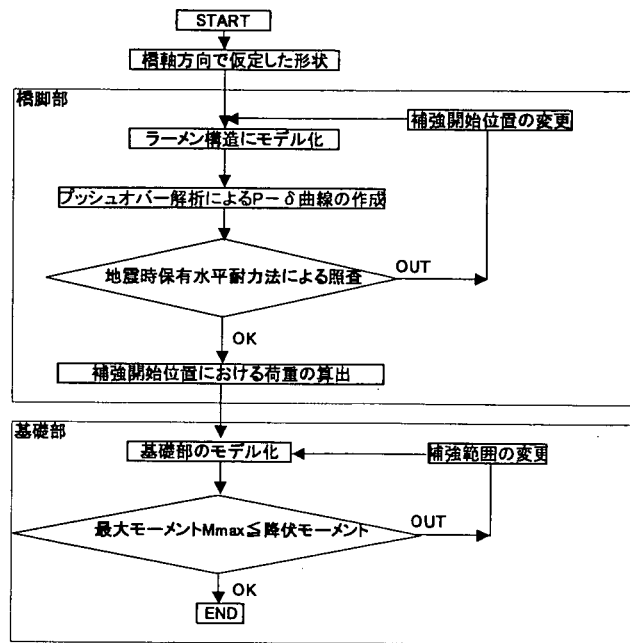 START
橋軸方向で仮定した形状
橋脚部
補強開始位置の変更
ラーメン構造にモデル化
プッシュオーバー解析によるP－δ曲線の作成
地震時保有水平耐力法による照査
OUT
OK
補強開始位置における荷重の算出
基礎部
基礎部のモデル化
補強範囲の変更
最大モーメントMmax≦降伏モーメント
OUT
OK
END